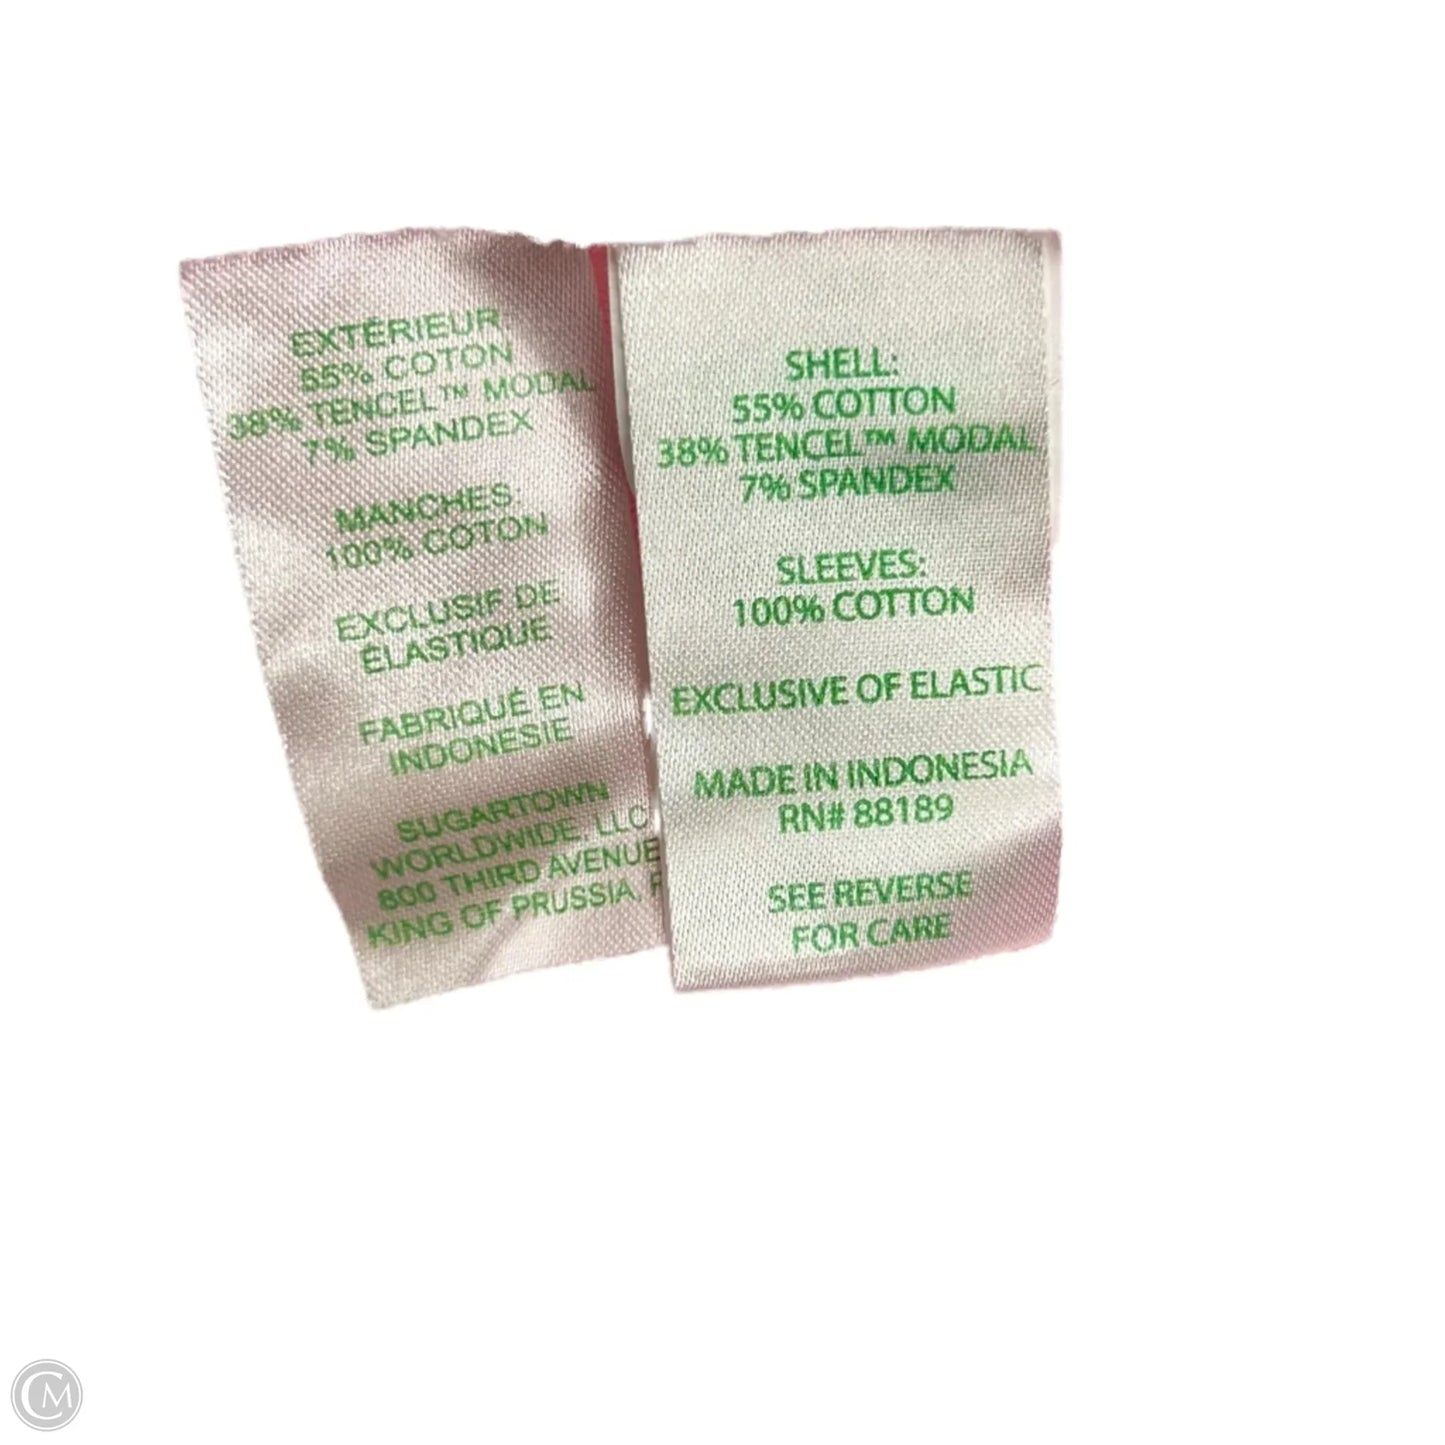 EXTÉRIEUR
55% COTON
38% TENCEL™ MODAL
7% SPANDEX
MANCHES:
100% COTON
EXCLUSIF DE
ÉLASTIQUE
FABRIQUÉ EN
INDONESIE
SUGARTOWN
WORLDWIDE, LLC
800 THIRD AVENUE
KING OF PRUSSIA,
SHELL:
55% COTTON
38% TENCEL™ MODAL
7% SPANDEX
SLEEVES:
100% COTTON
EXCLUSIVE OF ELASTIC
MADE IN INDONESIA
RN# 88189
SEE REVERSE
FOR CARE
CM